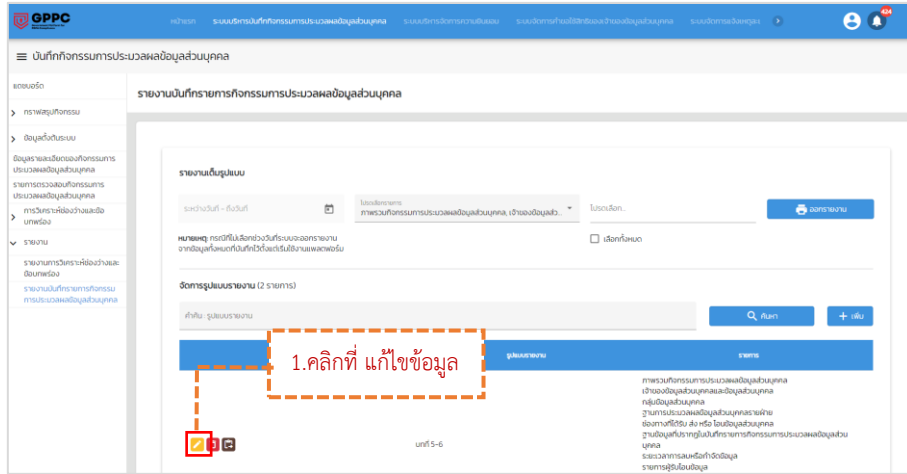 GPPC
หน้าแรก ระบบบริหารบันทึกกิจกรรมการประมวลผลข้อมูลส่วนบุคคล ระบบบริหารจัดการความยินยอม ระบบจัดการคำขอใช้สิทธิของเจ้าของข้อมูลส่วนบุคคล ระบบจัดการแจ้งเหตุละเ
424
บันทึกกิจกรรมการประมวลผลข้อมูลส่วนบุคคล
แดชบอร์ด
กราฟสรุปกิจกรรม
ข้อมูลตั้งต้นระบบ
ข้อมูลรายละเอียดของกิจกรรมการ
ประมวลผลข้อมูลส่วนบุคคล
รายการตรวจสอบกิจกรรมการ
ประมวลผลข้อมูลส่วนบุคคล
การวิเคราะห์ช่องว่างและข้อ
บกพร่อง
รายงาน
รายงานการวิเคราะห์ช่องว่างและ
ข้อบกพร่อง
รายงานบันทึกรายการกิจกรรม
การประมวลผลข้อมูลส่วนบุคคล
รายงานบันทึกรายการกิจกรรมการประมวลผลข้อมูลส่วนบุคคล
รายงานเต็มรูปแบบ
ระหว่างวันที่ - ถึงวันที่
โปรดเลือกรายการ
ภาพรวมกิจกรรมการประมวลผลข้อมูลส่วนบุคคล, เจ้าของข้อมูลส่ว...
โปรดเลือก..
ออกรายงาน
หมายเหตุ: กรณีที่ไม่เลือกช่วงวันที่ระบบจะออกรายงาน
จากข้อมูลทั้งหมดที่บันทึกไว้ตั้งแต่เริ่มใช้งานแพลตฟอร์ม
เลือกทั้งหมด
จัดการรูปแบบรายงาน (2 รายการ)
คำค้น : รูปแบบรายงาน
ค้นหา
เพิ่ม
1.คลิกที่ แก้ไขข้อมูล
รูปแบบรายงาน
รายการ
บทที่ 5-6
ภาพรวมกิจกรรมการประมวลผลข้อมูลส่วนบุคคล
เจ้าของข้อมูลส่วนบุคคลและข้อมูลส่วนบุคคล
กลุ่มข้อมูลส่วนบุคคล
ฐานการประมวลผลข้อมูลส่วนบุคคลรายฝ่าย
ช่องทางที่ได้รับ ส่ง หรือ โอนข้อมูลส่วนบุคคล
ฐานข้อมูลที่ปรากฏในบันทึกรายการกิจกรรมการประมวลผลข้อมูลส่วน
บุคคล
ระยะเวลาการลบหรือกำจัดข้อมูล
รายการผู้รับโอนข้อมูล